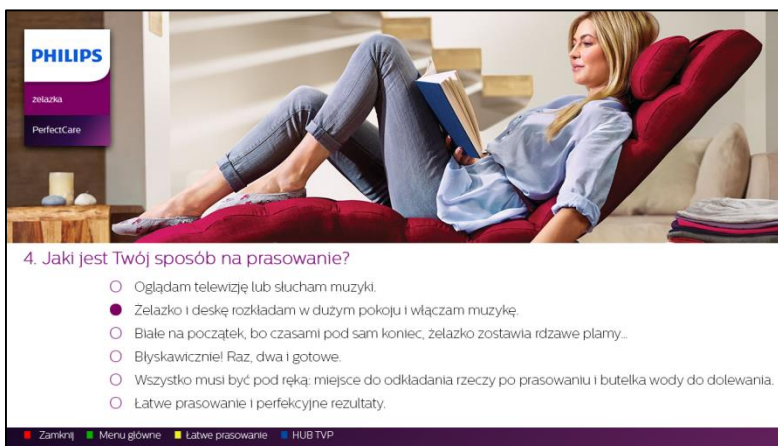 PHILIPS
żelazka
PerfectCare
4. Jaki jest Twój sposób na prasowanie?
Oglądam telewizję lub słucham muzyki.
Żelazko i deskę rozkładam w dużym pokoju i włączam muzykę.
Białe na początek, bo czasami pod sam koniec, żelazko zostawia rdzawe plamy...
Błyskawicznie! Raz, dwa i gotowe.
Wszystko musi być pod ręką: miejsce do odkładania rzeczy po prasowaniu i butelka wody do dolewania.
Łatwe prasowanie i perfekcyjne rezultaty.
Zamknij Menu główne Łatwe prasowanie HUB TVP